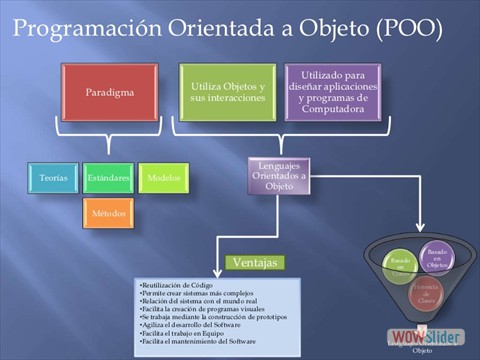 Programación Orientada a Objeto (POO)
Paradigma
Utiliza Objetos y
sus interacciones
Utilizado para
diseñar aplicaciones
y programas de
Computadora
Teorías
Estándares
Modelos
Métodos
Lenguajes
Orientados a
Objeto
Ventajas
•Reutilización de Código
•Permite crear sistemas más complejos
•Relación del sistema con el mundo real
•Facilita la creación de programas visuales
•Se trabaja mediante la construcción de prototipos
•Agiliza el desarrollo del Software
•Facilita el trabajo en Equipo
•Facilita el mantenimiento del Software
Basado
en
Basado
en
Objetos
Herencia
de
Clases
WOWSlider
Objeto